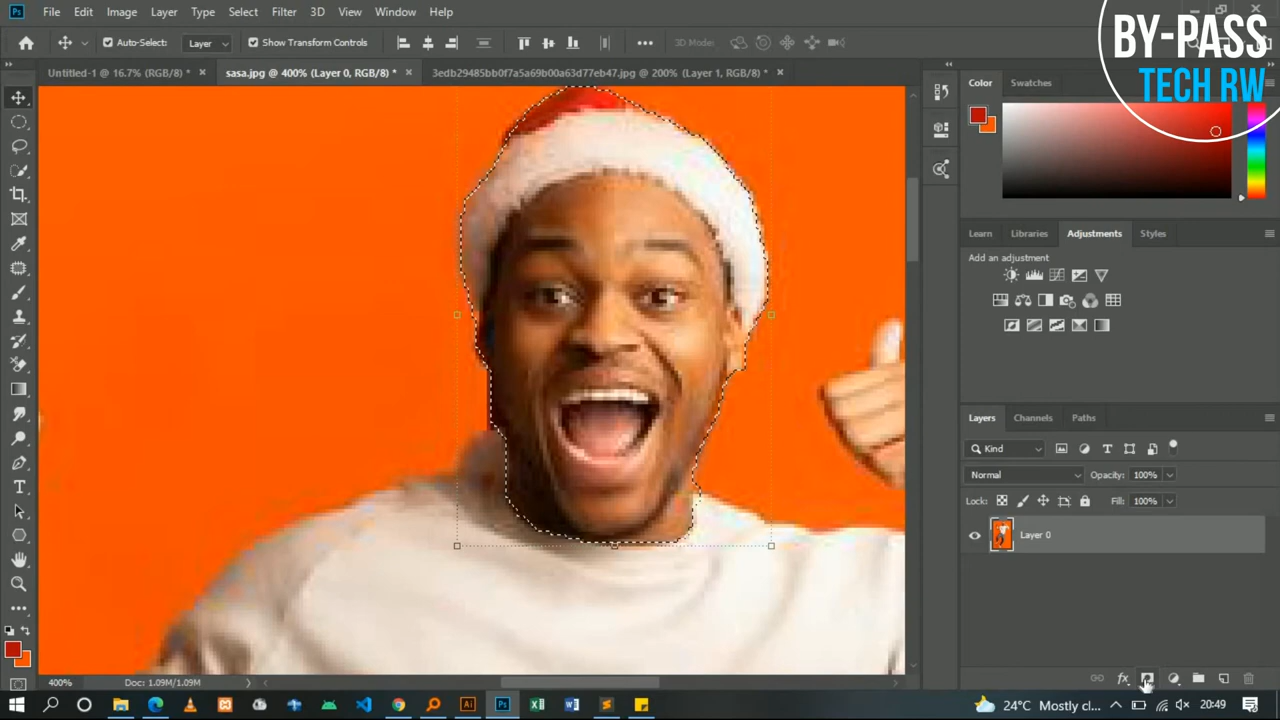 File Edit Image Layer Type Select Filter 3D View Window Help
BY-PASS
TECH RW
Auto-Select: Layer Show Transform Controls 3D Mode:
Untitled-1 @ 16.7% (RGB/8) * × sasa.jpg @ 400% (Layer 0, RGB/8) * × 3edb29485bb0f7a5a69b00a63d77eb47.jpg @ 200% (Layer 1, RGB/8) * ×
Color Swatches
Learn Libraries Adjustments Styles
Add an adjustment
Layers Channels Paths
Kind
Normal Opacity: 100%
Lock: Fill: 100%
Layer 0
400% Doc: 1.09M/1.09M
24°C Mostly cl... 20:49